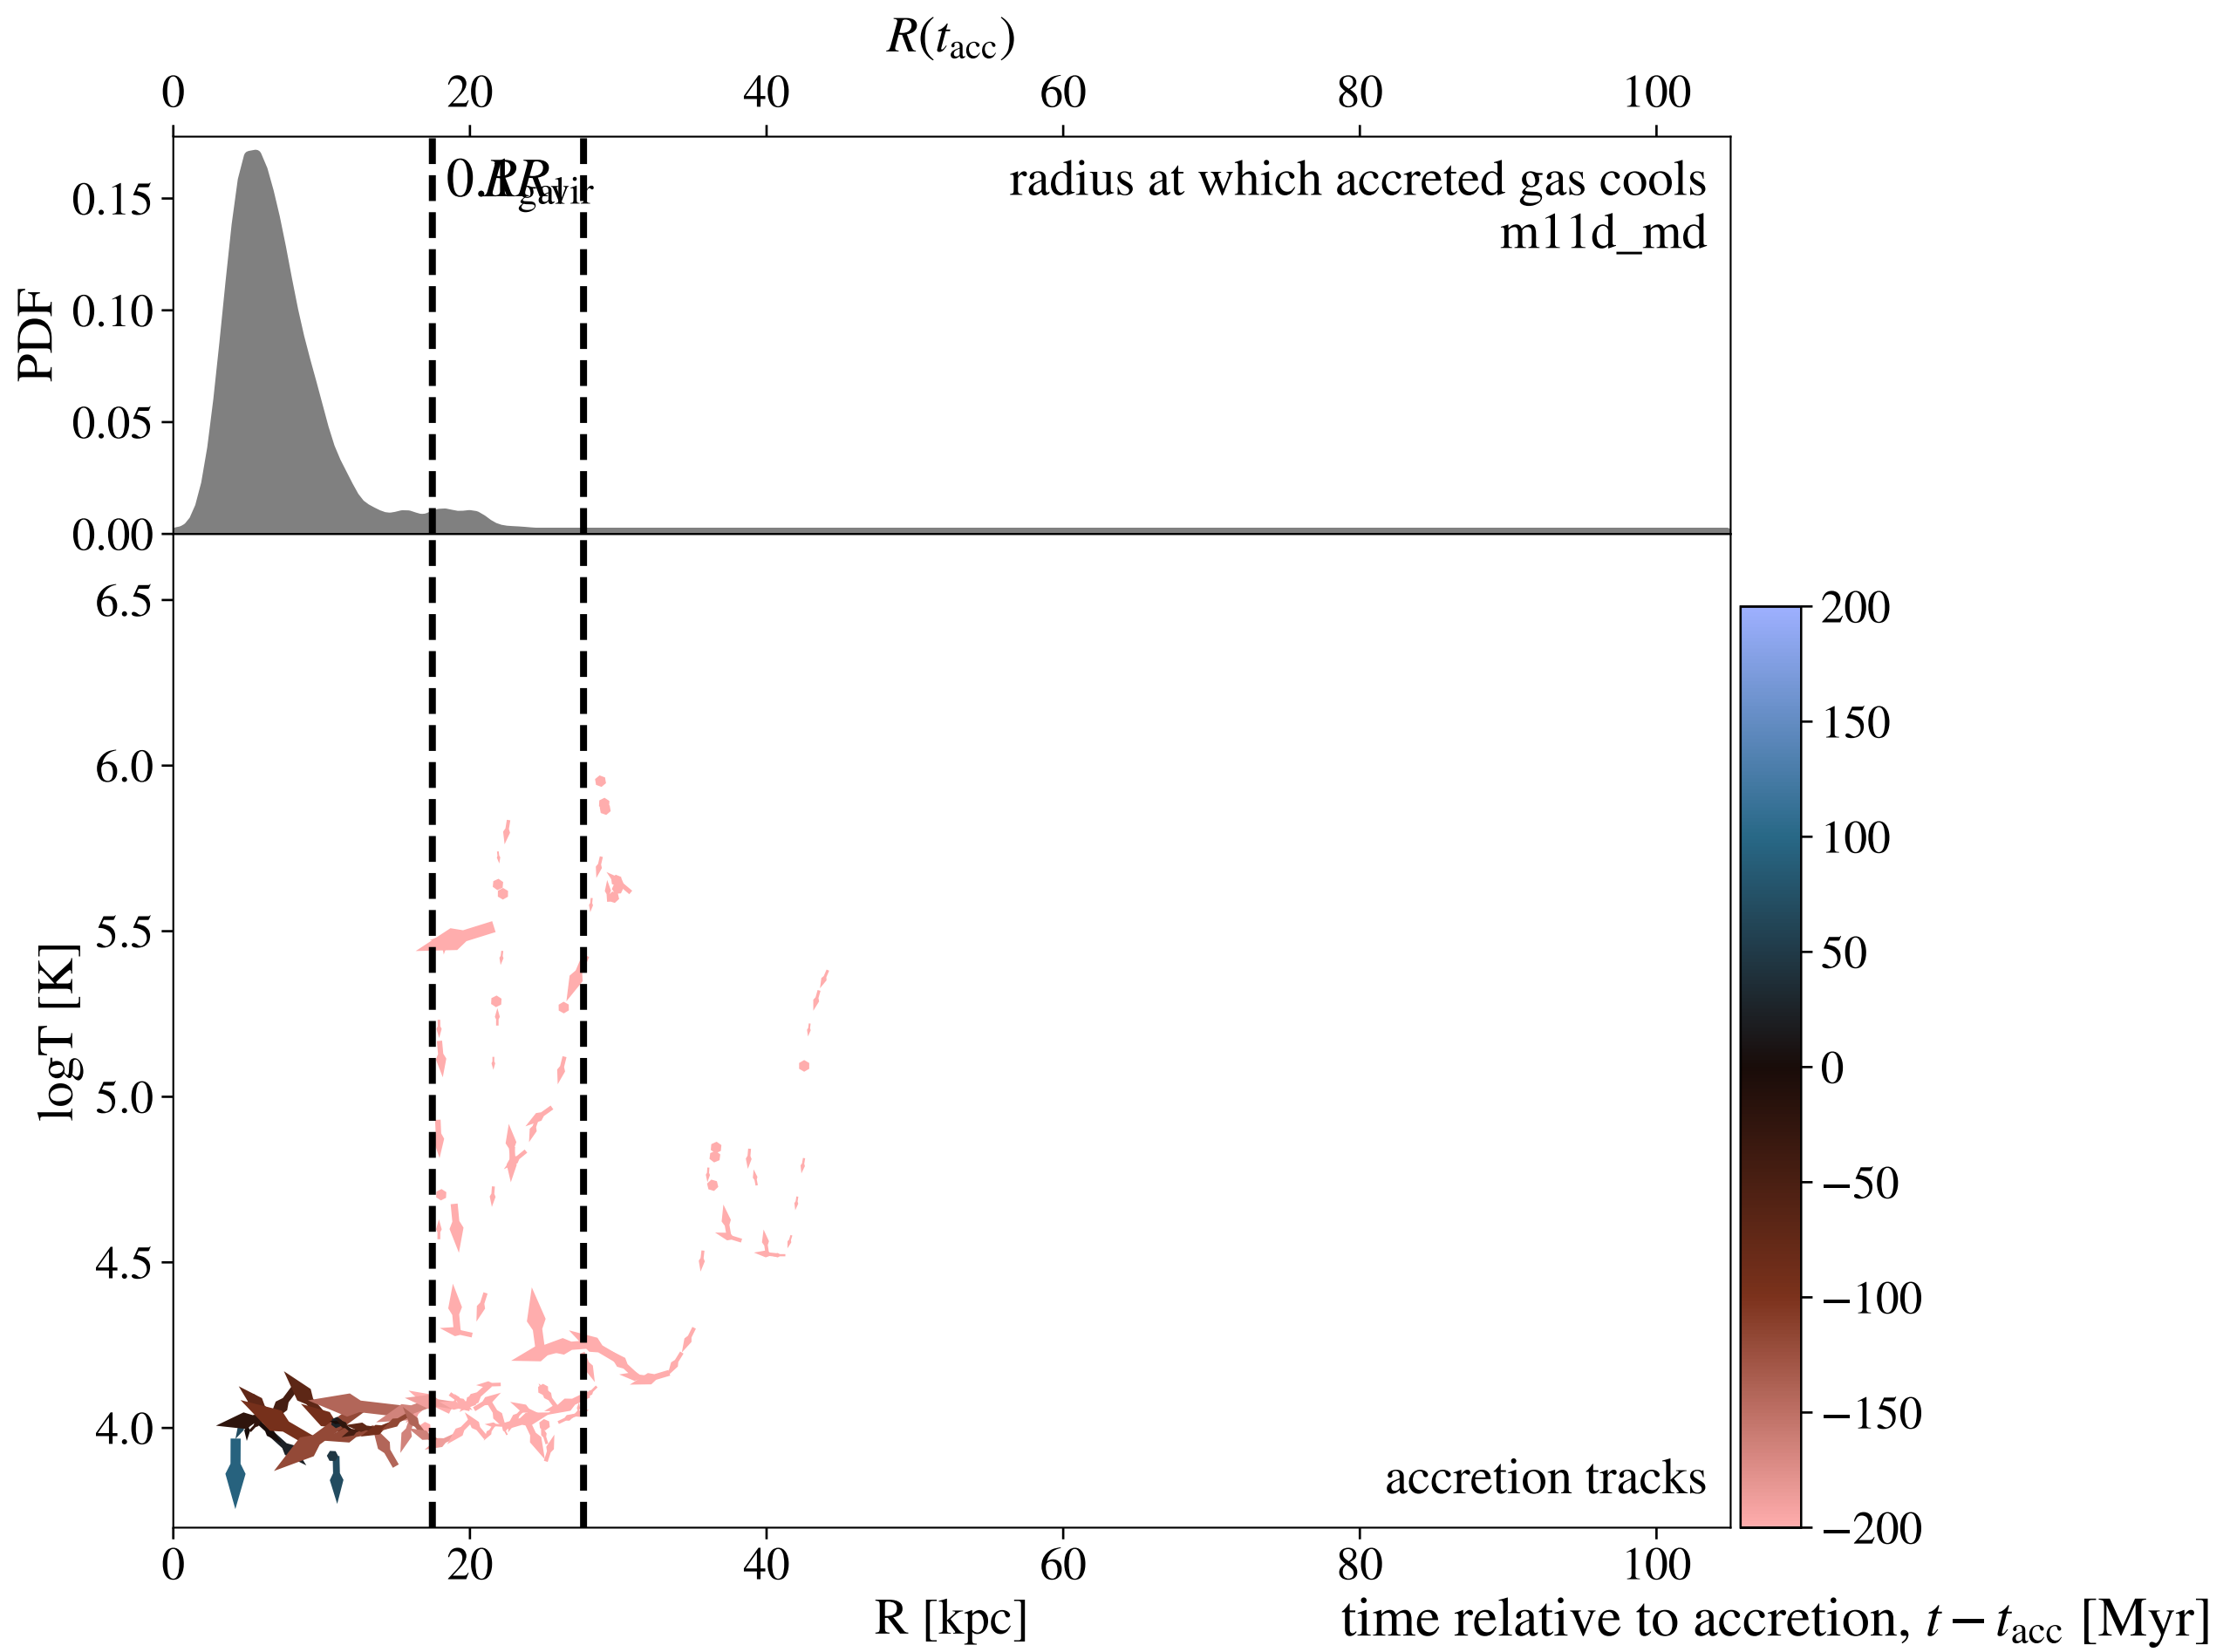 R(t_acc)
0 20 40 60 80 100
0.15
0.10
0.05
0.00
PDF
radius at which accreted gas cools
m11d_md
6.5
6.0
5.5
5.0
4.5
4.0
logT [K]
accretion tracks
200
150
100
50
0
−50
−100
−150
−200
0 20 40 60 80 100
R [kpc]
time relative to accretion, t − t_acc [Myr]